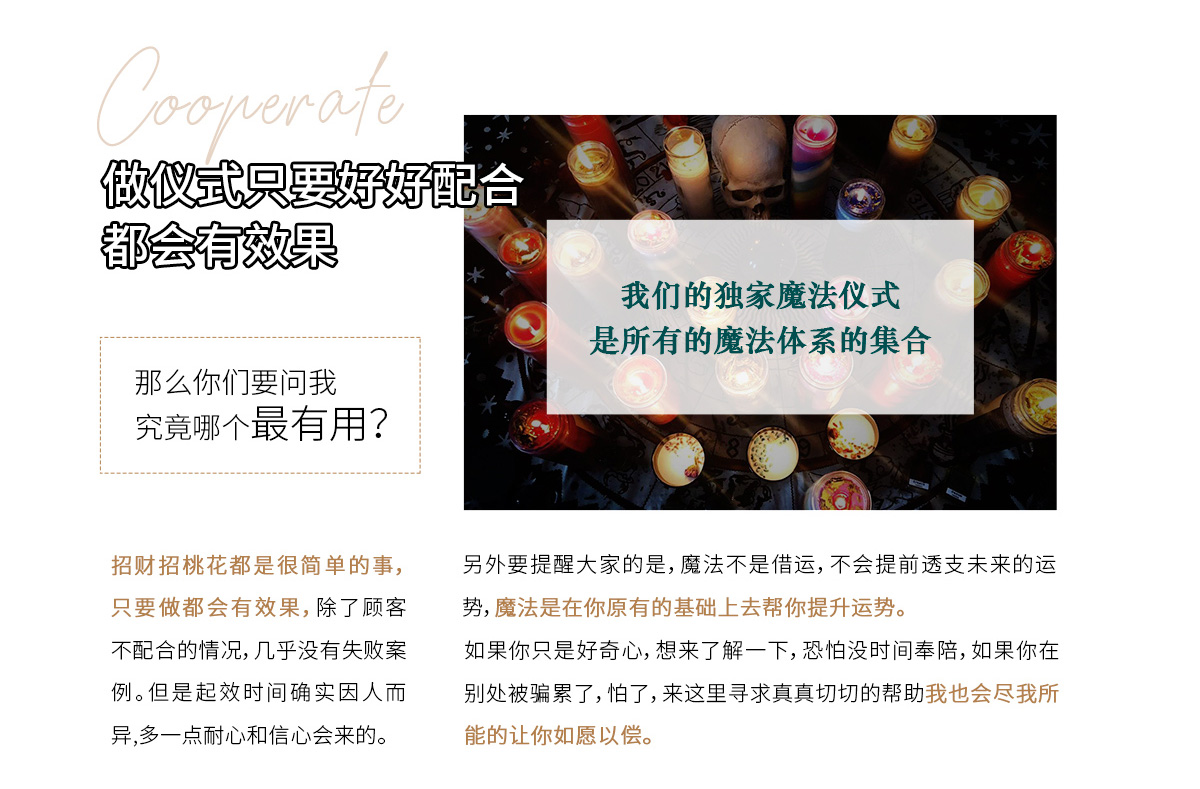 Cooperate
做仪式只要好好配合
都会有效果
我们的独家魔法仪式
是所有的魔法体系的集合
那么你们要问我
究竟哪个最有用？
招财招桃花都是很简单的事，
只要做都会有效果，除了顾客
不配合的情况，几乎没有失败案
例。但是起效时间确实因人而
异,多一点耐心和信心会来的。
另外要提醒大家的是，魔法不是借运，不会提前透支未来的运
势，魔法是在你原有的基础上去帮你提升运势。
如果你只是好奇心，想来了解一下，恐怕没时间奉陪，如果你在
别处被骗累了，怕了，来这里寻求真真切切的帮助我也会尽我所
能的让你如愿以偿。